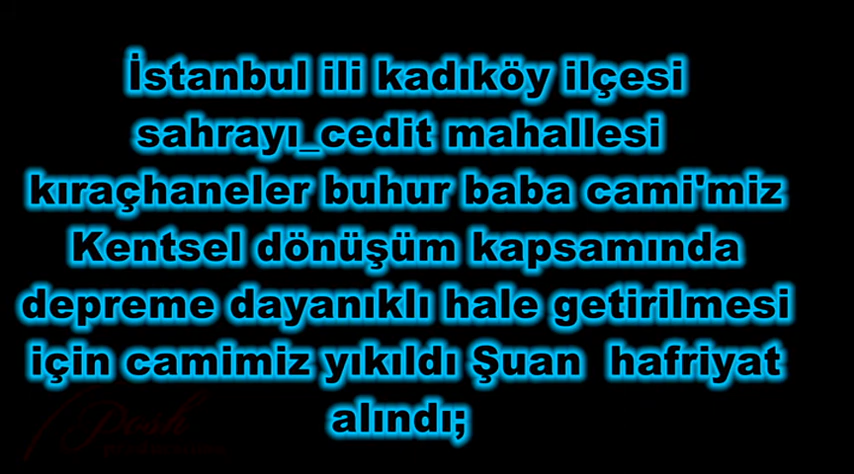 İstanbul ili kadıköy ilçesi
sahrayı_cedit mahallesi
kıraçhaneler buhur baba cami'miz
Kentsel dönüşüm kapsamında
depreme dayanıklı hale getirilmesi
için camimiz yıkıldı Şuan hafriyat
alındı;
Posh